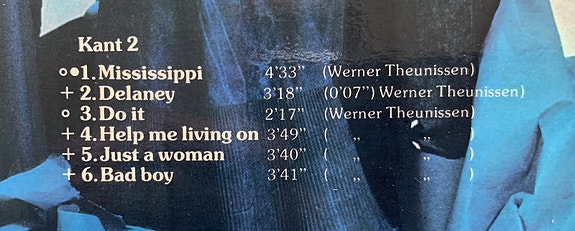 Kant 2
o•1. Mississippi 4'33" (Werner Theunissen)
+ 2. Delaney 3'18" (0'07") Werner Theunissen)
o 3. Do it 2'17" (Werner Theunissen)
+ 4. Help me living on 3'49" ( ,, ,, )
+ 5. Just a woman 3'40" ( ,, ,, )
+ 6. Bad boy 3'41" ( ,, ,, )